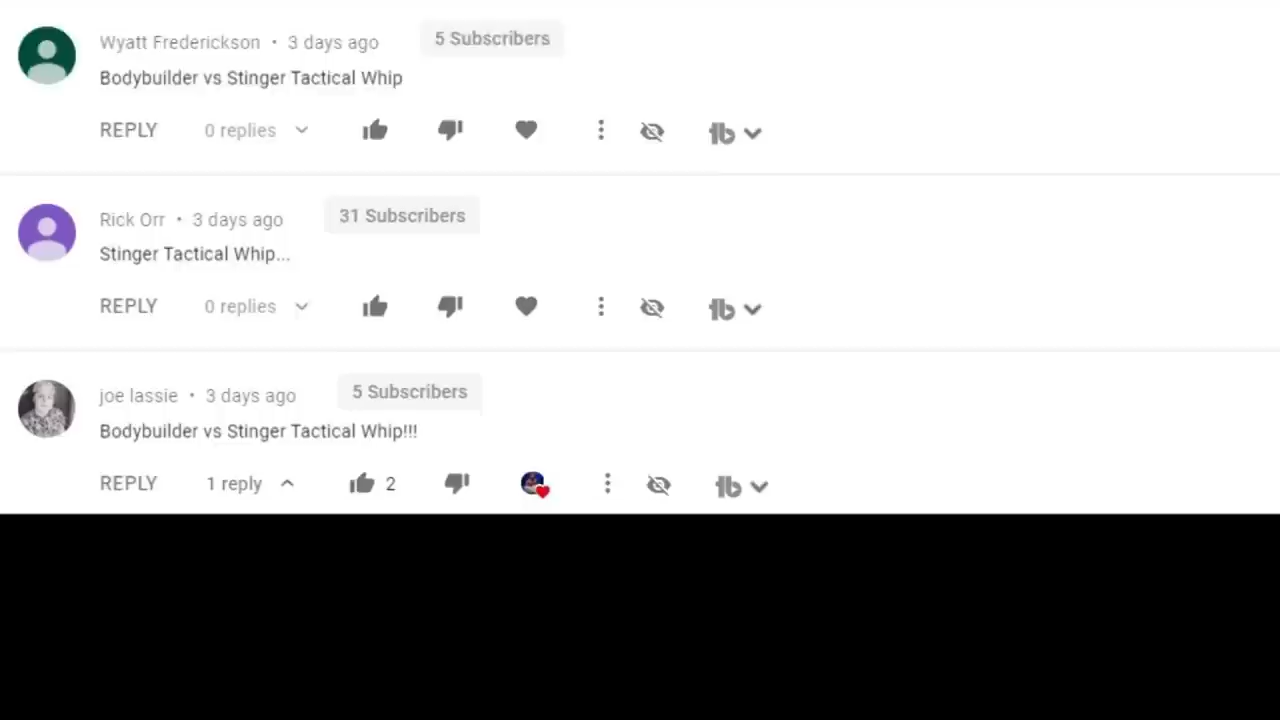 Wyatt Frederickson • 3 days ago 5 Subscribers
Bodybuilder vs Stinger Tactical Whip
REPLY 0 replies
Rick Orr • 3 days ago 31 Subscribers
Stinger Tactical Whip...
REPLY 0 replies
joe lassie • 3 days ago 5 Subscribers
Bodybuilder vs Stinger Tactical Whip!!!
REPLY 1 reply 2